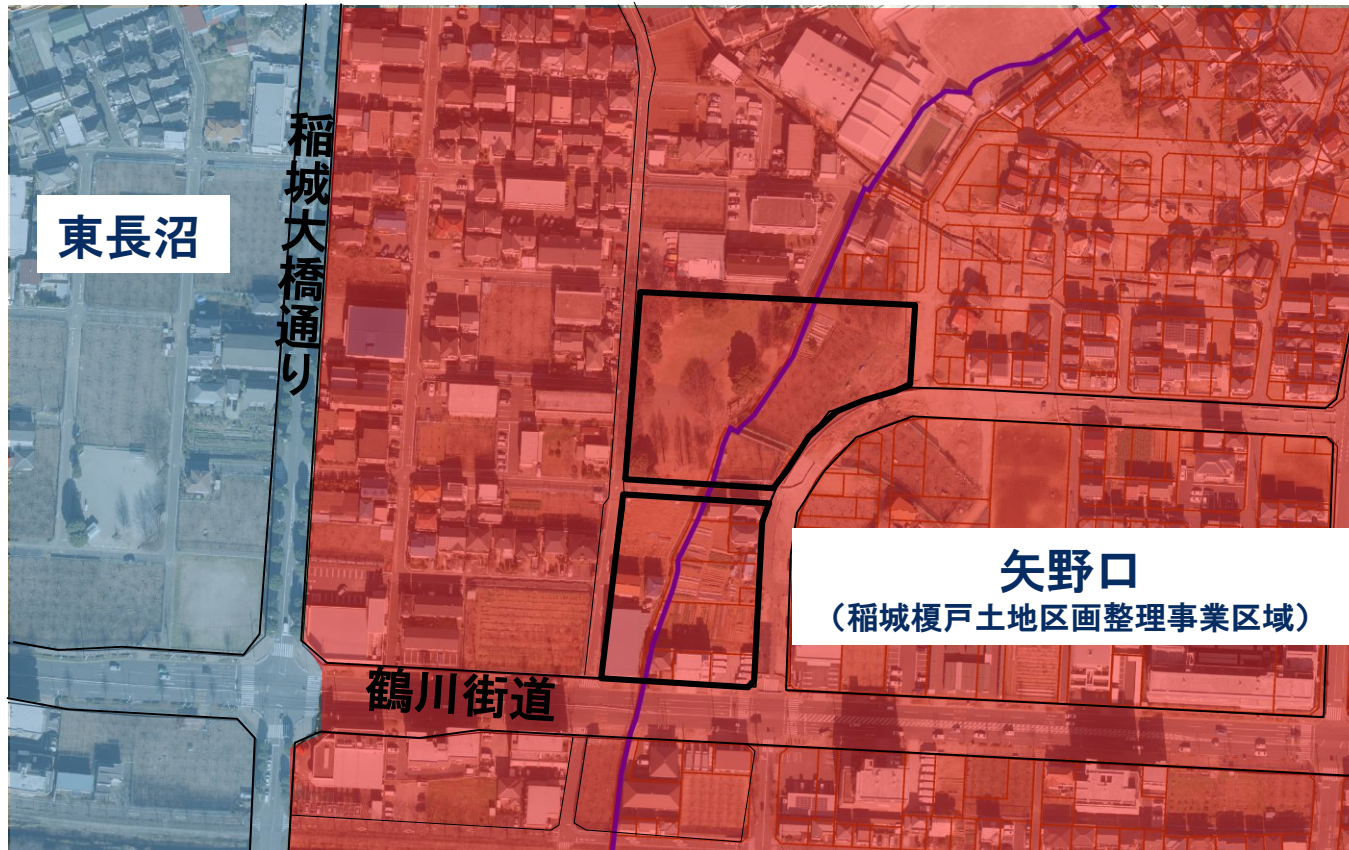 東長沼
稲城大橋通り
矢野口
（稲城榎戸土地区画整理事業区域）
鶴川街道